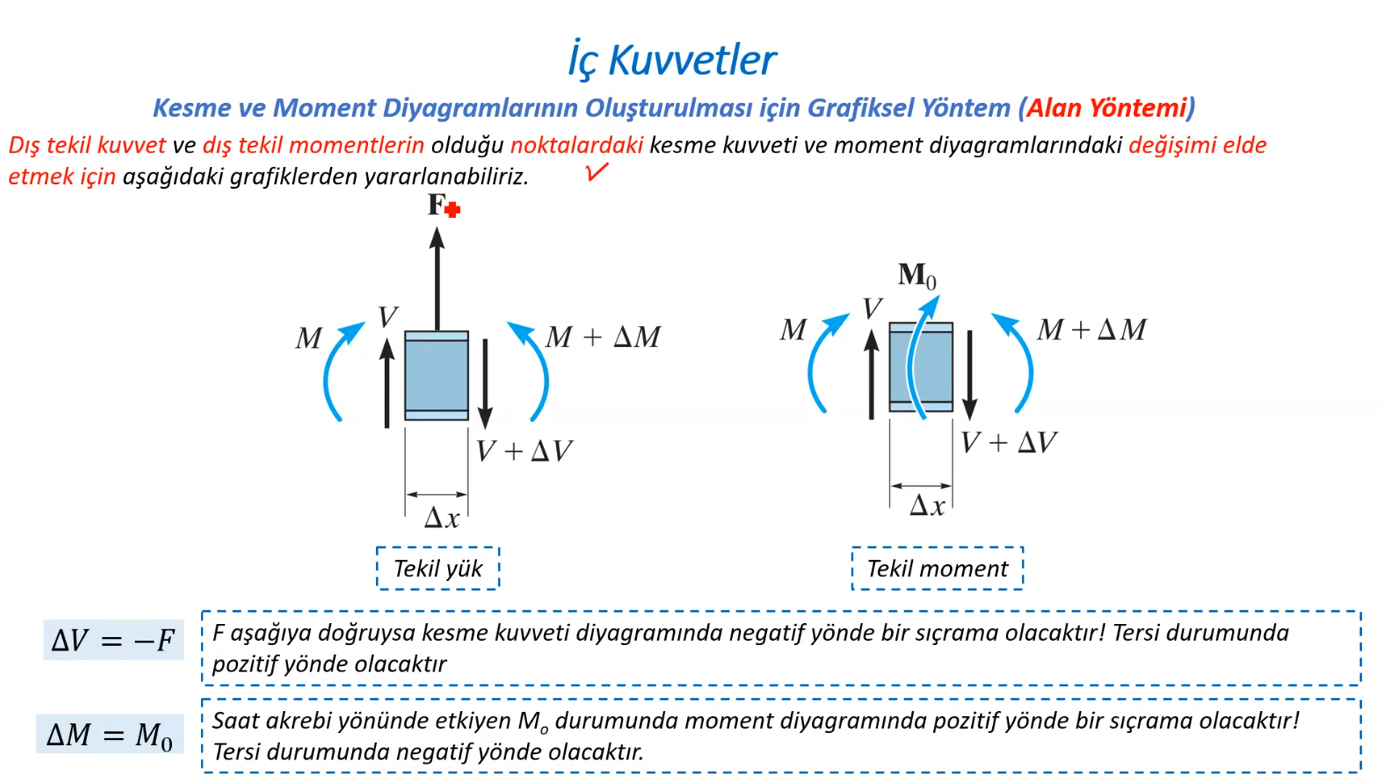 İç Kuvvetler
Kesme ve Moment Diyagramlarının Oluşturulması için Grafiksel Yöntem (Alan Yöntemi)
Dış tekil kuvvet ve dış tekil momentlerin olduğu noktalardaki kesme kuvveti ve moment diyagramlarındaki değişimi elde
etmek için aşağıdaki grafiklerden yararlanabiliriz.
F
V
M
M + ΔM
V + ΔV
Δx
Tekil yük
M₀
V
M
M + ΔM
V + ΔV
Δx
Tekil moment
ΔV = −F
F aşağıya doğruysa kesme kuvveti diyagramında negatif yönde bir sıçrama olacaktır! Tersi durumunda
pozitif yönde olacaktır
ΔM = M₀
Saat akrebi yönünde etkiyen Mₒ durumunda moment diyagramında pozitif yönde bir sıçrama olacaktır!
Tersi durumunda negatif yönde olacaktır.